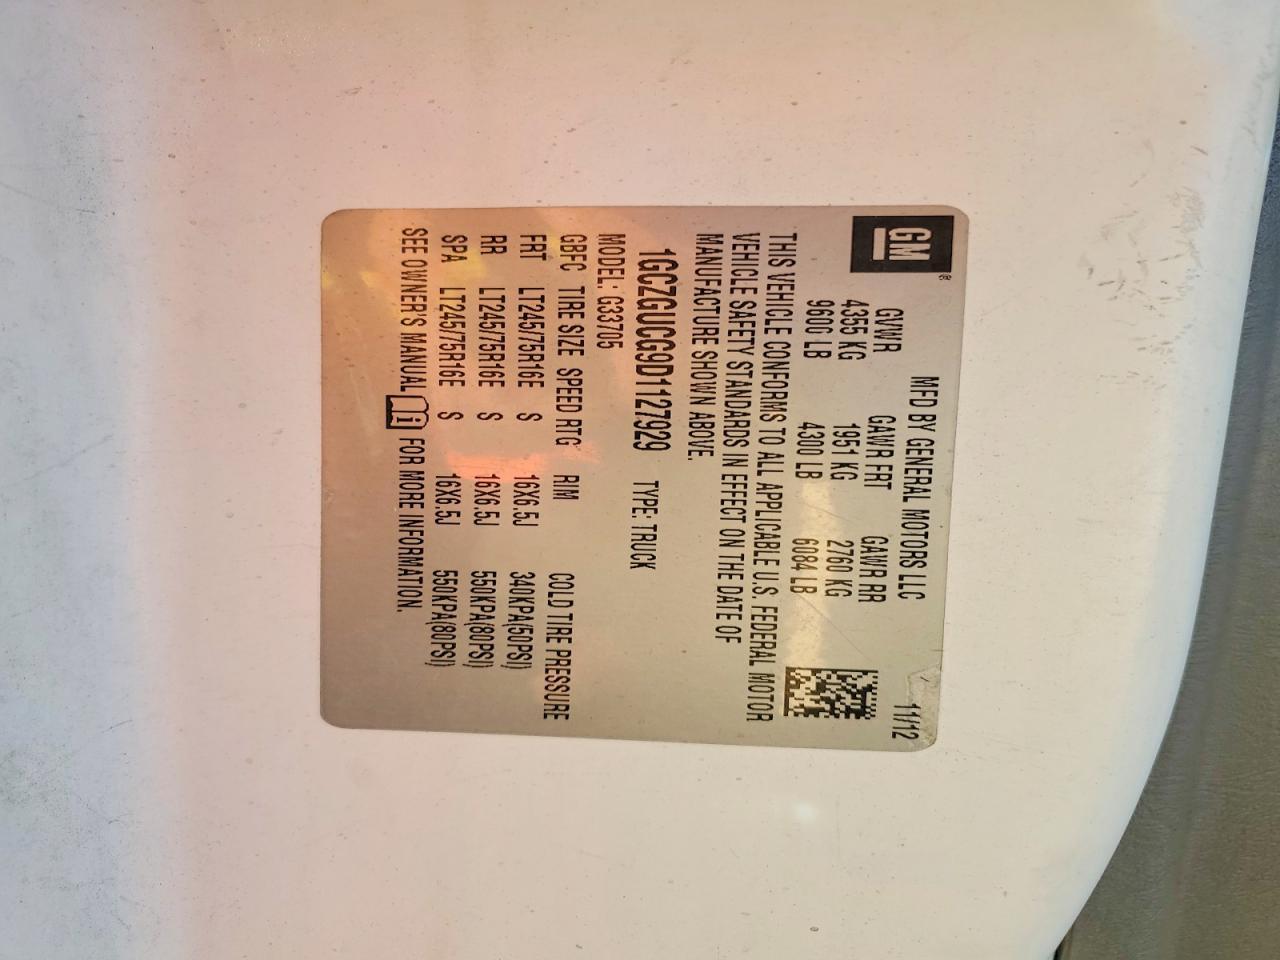 GM®
MFD BY GENERAL MOTORS LLC 11/12
GVWR GAWR FRT GAWR RR
4355 KG 1951 KG 2760 KG
9600 LB 4300 LB 6084 LB
THIS VEHICLE CONFORMS TO ALL APPLICABLE U.S. FEDERAL MOTOR
VEHICLE SAFETY STANDARDS IN EFFECT ON THE DATE OF
MANUFACTURE SHOWN ABOVE.
1GCZGUCG9D1127929 TYPE: TRUCK
MODEL: G33705
GBFC TIRE SIZE SPEED RTG RIM COLD TIRE PRESSURE
FRT LT245/75R16E S 16X6.5J 340KPA(50PSI)
RR LT245/75R16E S 16X6.5J 550KPA(80PSI)
SPA LT245/75R16E S 16X6.5J 550KPA(80PSI)
SEE OWNER'S MANUAL i FOR MORE INFORMATION.